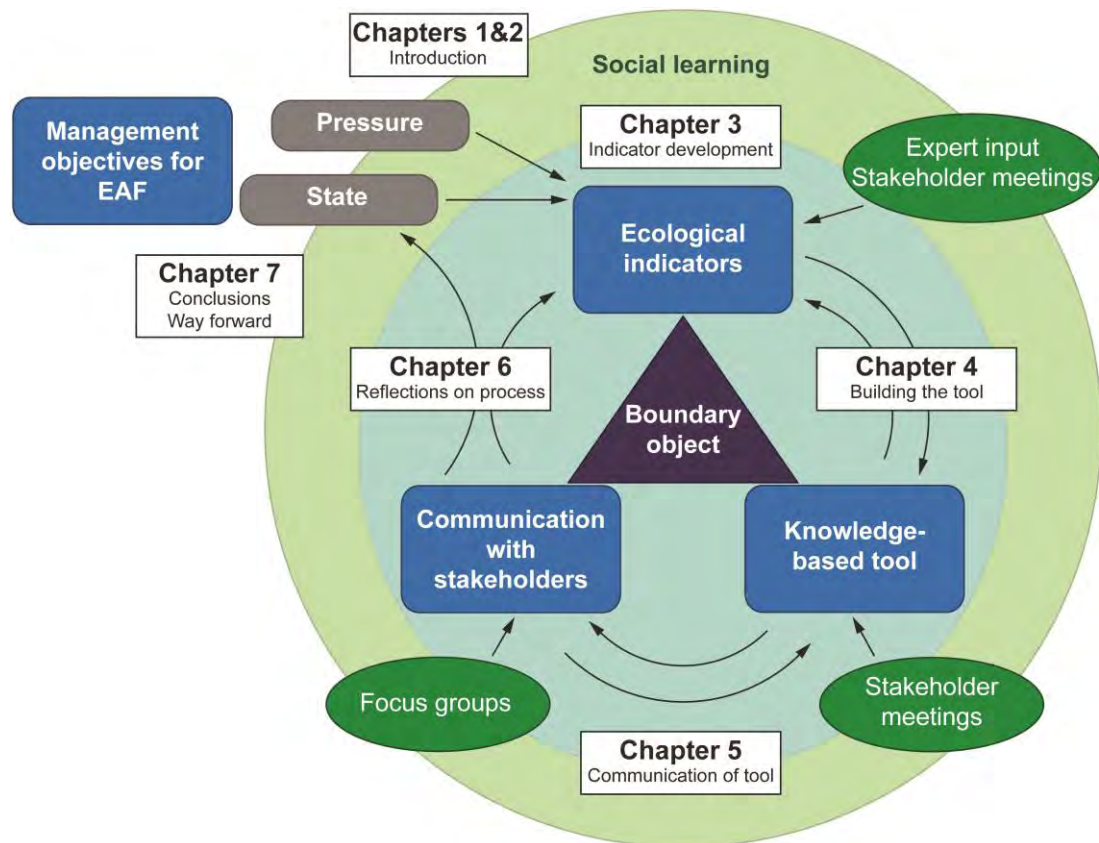 Chapters 1&2
Introduction
Social learning
Management
objectives for
EAF
Pressure
State
Chapter 3
Indicator development
Expert input
Stakeholder meetings
Ecological
indicators
Chapter 7
Conclusions
Way forward
Chapter 6
Reflections on process
Chapter 4
Building the tool
Boundary
object
Communication
with
stakeholders
Knowledge-
based tool
Focus groups
Stakeholder
meetings
Chapter 5
Communication of tool